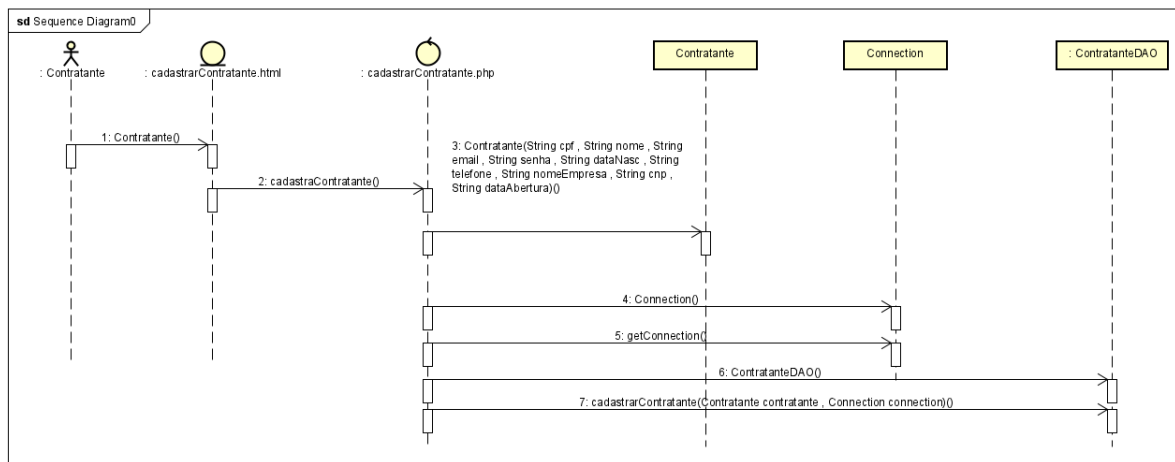 sd Sequence Diagram0
: Contratante
: cadastrarContratante.html
: cadastrarContratante.php
Contratante
Connection
: ContratanteDAO
1: Contratante()
2: cadastraContratante()
3: Contratante(String cpf , String nome , String
email , String senha , String dataNasc , String
telefone , String nomeEmpresa , String cnp ,
String dataAbertura)()
4: Connection()
5: getConnection()
6: ContratanteDAO()
7: cadastrarContratante(Contratante contratante , Connection connection)()